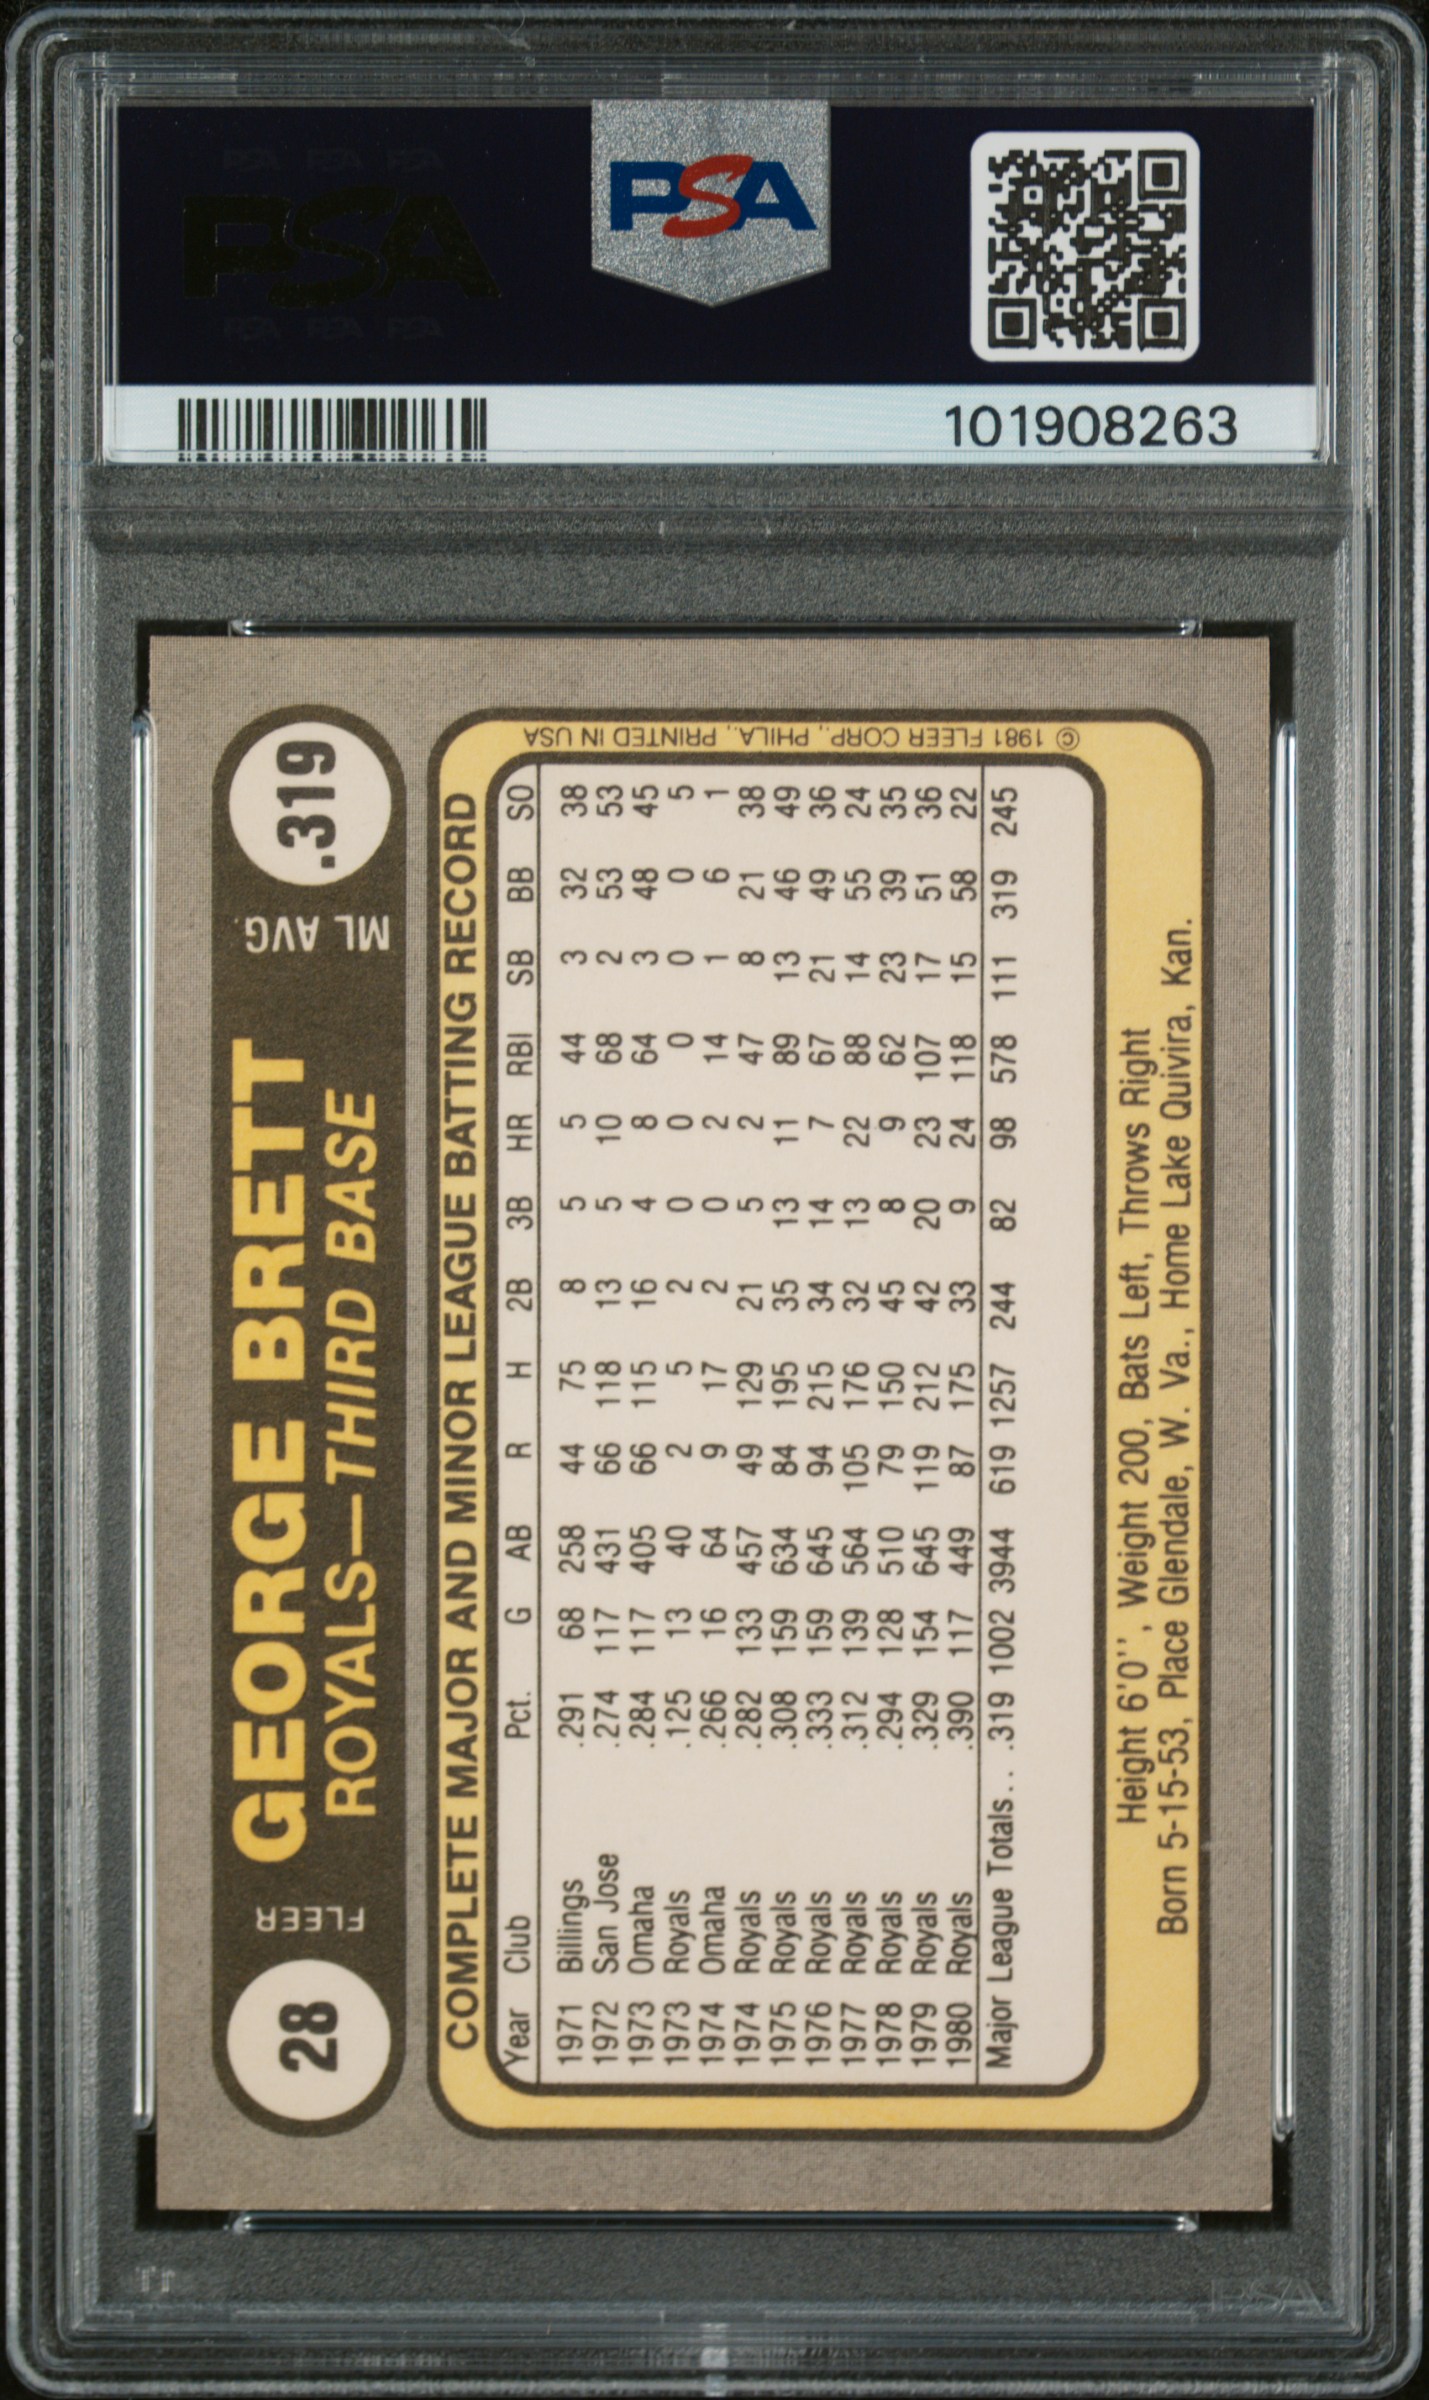 PSA PSA PSA
PSA
PSA PSA PSA
PSA
101908263
28
FLEER
GEORGE BRETT
ROYALS—THIRD BASE
ML AVG.
.319
COMPLETE MAJOR AND MINOR LEAGUE BATTING RECORD
Year Club Pct. G AB R H 2B 3B HR RBI SB BB SO
1971 Billings .291 68 258 44 75 8 5 5 44 3 32 38
1972 San Jose .274 117 431 66 118 13 5 10 68 2 53 53
1973 Omaha .284 117 405 66 115 16 4 8 64 3 48 45
1973 Royals .125 13 40 2 5 2 0 0 0 0 0 5
1974 Omaha .266 16 64 9 17 2 0 2 14 1 6 1
1974 Royals .282 133 457 49 129 21 5 2 47 8 21 38
1975 Royals .308 159 634 84 195 35 13 11 89 13 46 49
1976 Royals .333 159 645 94 215 34 14 7 67 21 49 36
1977 Royals .312 139 564 105 176 32 13 22 88 14 55 24
1978 Royals .294 128 510 79 150 45 8 9 62 23 39 35
1979 Royals .329 154 645 119 212 42 20 23 107 17 51 36
1980 Royals .390 117 449 87 175 33 9 24 118 15 58 22
Major League Totals.. .319 1002 3944 619 1257 244 82 98 578 111 319 245
© 1981 FLEER CORP., PHILA., PRINTED IN USA
Height 6'0'', Weight 200, Bats Left, Throws Right
Born 5-15-53, Place Glendale, W. Va., Home Lake Quivira, Kan.
PSA